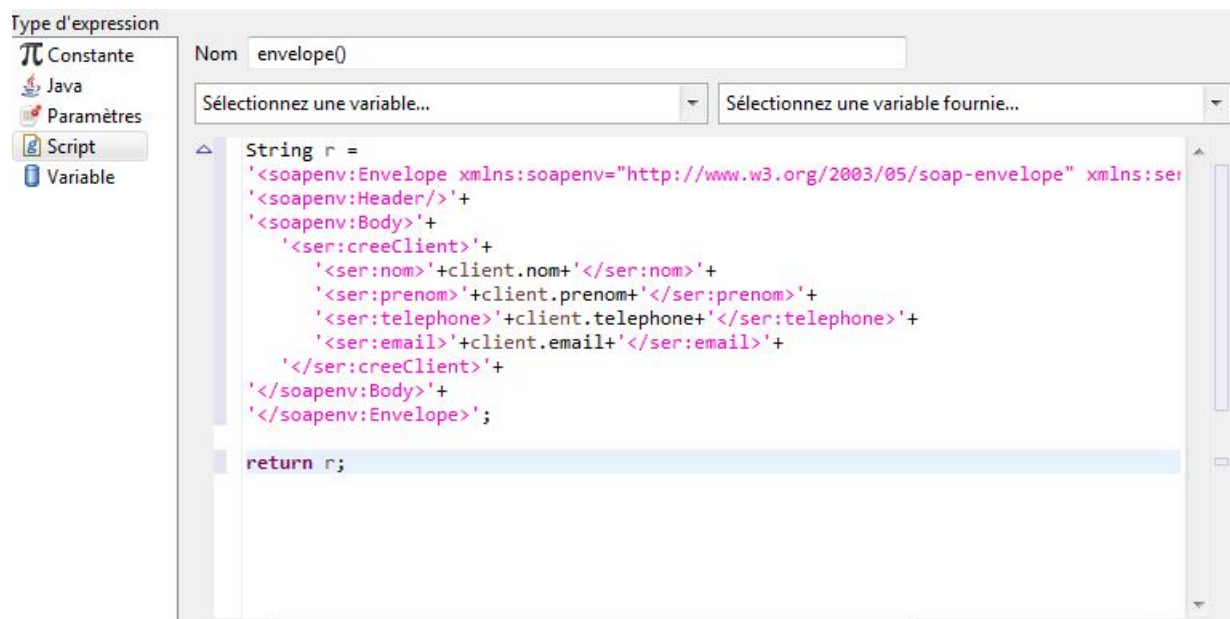 Type d'expression
Constante
Java
Paramètres
Script
Variable
Nom envelope()
Sélectionnez une variable... Sélectionnez une variable fournie...
String r =
'<soapenv:Envelope xmlns:soapenv="http://www.w3.org/2003/05/soap-envelope" xmlns:ser
'<soapenv:Header/>'+
'<soapenv:Body>'+
'<ser:creeClient>'+
'<ser:nom>'+client.nom+'</ser:nom>'+
'<ser:prenom>'+client.prenom+'</ser:prenom>'+
'<ser:telephone>'+client.telephone+'</ser:telephone>'+
'<ser:email>'+client.email+'</ser:email>'+
'</ser:creeClient>'+
'</soapenv:Body>'+
'</soapenv:Envelope>';
return r;